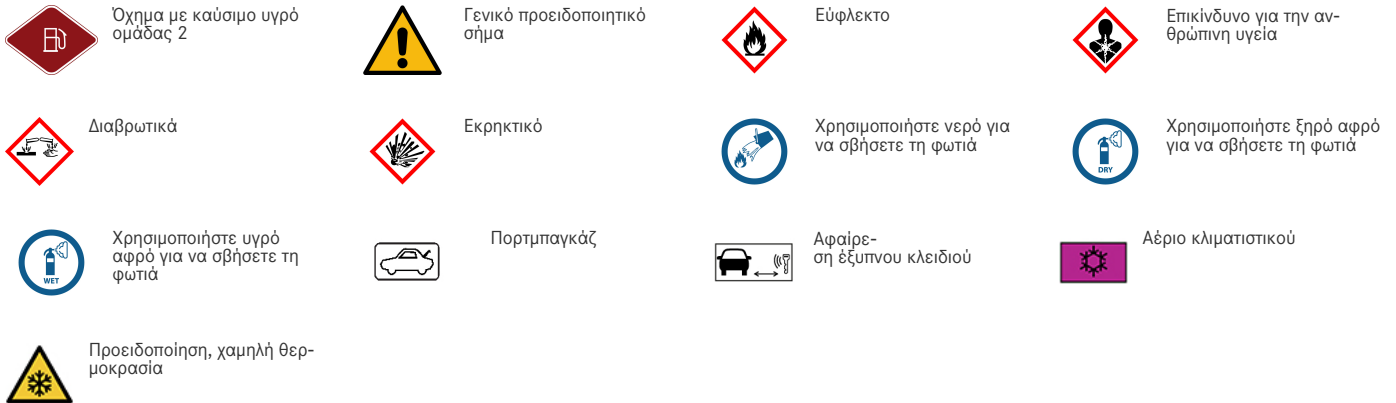 Όχημα με καύσιμο υγρό
ομάδας 2
Γενικό προειδοποιητικό
σήμα
Εύφλεκτο
Επικίνδυνο για την αν-
θρώπινη υγεία
Διαβρωτικά
Εκρηκτικό
Χρησιμοποιήστε νερό για
να σβήσετε τη φωτιά
DRY
Χρησιμοποιήστε ξηρό αφρό
για να σβήσετε τη φωτιά
WET
Χρησιμοποιήστε υγρό
αφρό για να σβήσετε τη
φωτιά
Πορτμπαγκάζ
Αφαίρε-
ση έξυπνου κλειδιού
Αέριο κλιματιστικού
Προειδοποίηση, χαμηλή θερ-
μοκρασία